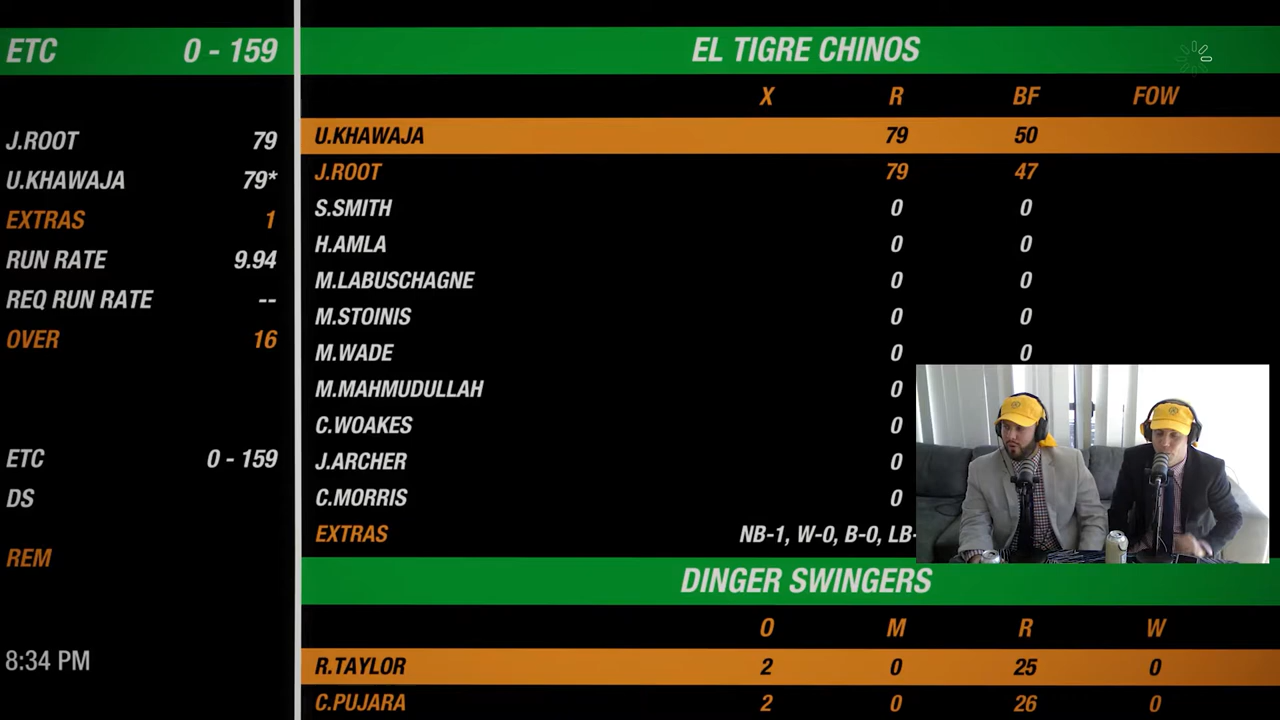 ETC 0 - 159
J.ROOT 79
U.KHAWAJA 79*
EXTRAS 1
RUN RATE 9.94
REQ RUN RATE --
OVER 16
ETC 0 - 159
DS
REM
8:34 PM
EL TIGRE CHINOS
X R BF FOW
U.KHAWAJA 79 50
J.ROOT 79 47
S.SMITH 0 0
H.AMLA 0 0
M.LABUSCHAGNE 0 0
M.STOINIS 0 0
M.WADE 0 0
M.MAHMUDULLAH 0
C.WOAKES 0
J.ARCHER 0
C.MORRIS 0
EXTRAS NB-1, W-0, B-0, LB-
DINGER SWINGERS
O M R W
R.TAYLOR 2 0 25 0
C.PUJARA 2 0 26 0